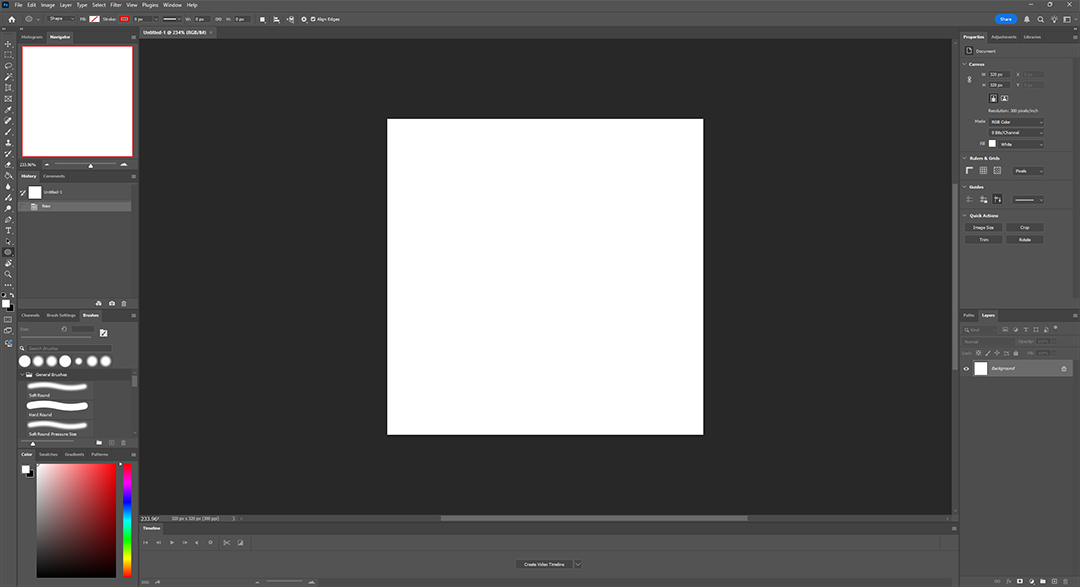 File Edit Image Layer Type Select Filter View Plugins Window Help
Shape Fill: Stroke: W: 0 px H: 0 px Align Edges Share
Untitled-1 @ 234% (RGB/8#) ×
Histogram Navigator
233.96%
History Comments
Untitled-1
New
Channels Brush Settings Brushes
Size:
Search Brushes
General Brushes
Soft Round
Hard Round
Soft Round Pressure Size
Color Swatches Gradients Patterns
233.96% 320 px x 320 px (300 ppi)
Timeline
Create Video Timeline
Properties Adjustments Libraries
Document
Canvas
W 320 px X 0 px
H 320 px Y 0 px
Resolution: 300 pixels/inch
Mode RGB Color
8 Bits/Channel
Fill White
Rulers & Grids
Pixels
Guides
Quick Actions
Image Size Crop
Trim Rotate
Paths Layers
Kind
Normal Opacity:
Lock: Fill:
Background